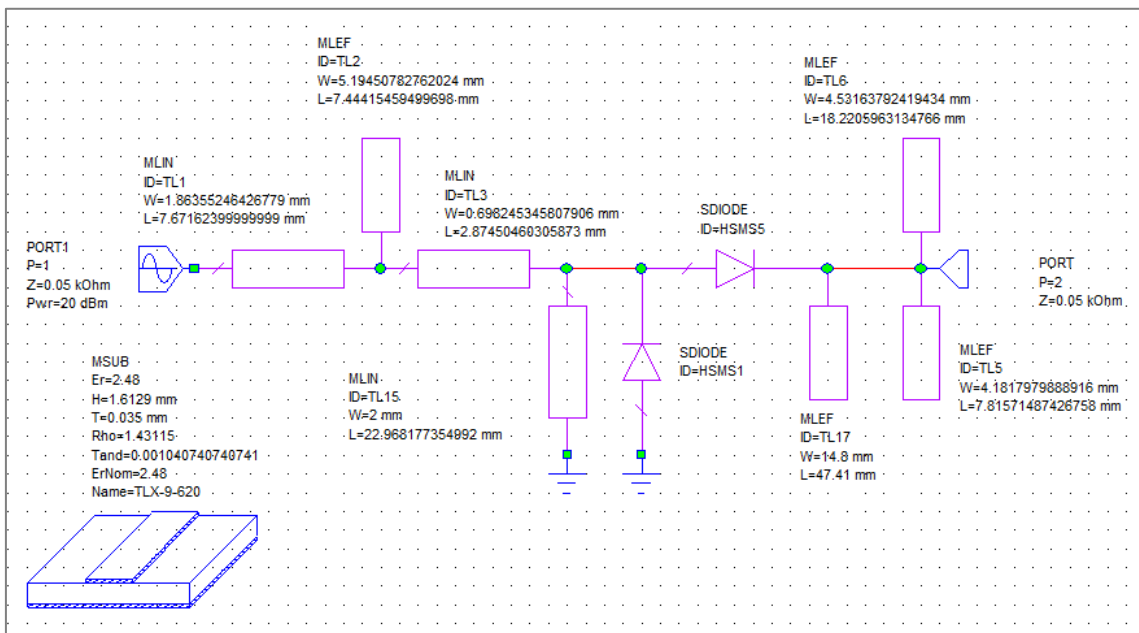 MLEF
ID=TL2
W=5.19450782762024 mm
L=7.44415459499698 mm
MLEF
ID=TL6
W=4.53163792419434 mm
L=18.2205963134766 mm
MLIN
ID=TL1
W=1.86355246426779 mm
L=7.67162399999999 mm
MLIN
ID=TL3
W=0.698245345807906 mm
L=2.87450460305873 mm
SDIODE
ID=HSMS5
PORT1
P=1
Z=0.05 kOhm
Pwr=20 dBm
PORT
P=2
Z=0.05 kOhm
MSUB
Er=2.48
H=1.6129 mm
T=0.035 mm
Rho=1.43115
Tand=0.001040740740741
ErNom=2.48
Name=TLX-9-620
MLIN
ID=TL15
W=2 mm
L=22.968177354992 mm
SDIODE
ID=HSMS1
MLEF
ID=TL5
W=4.1817979888916 mm
L=7.81571487426758 mm
MLEF
ID=TL17
W=14.8 mm
L=47.41 mm